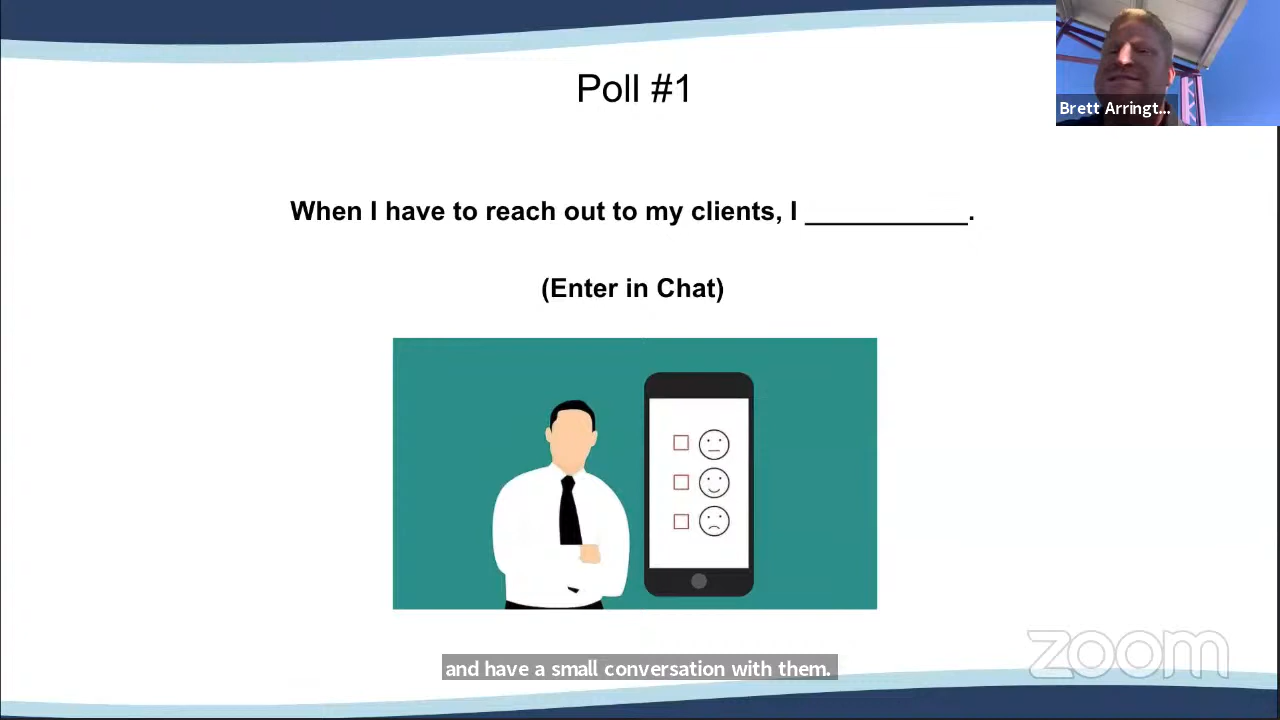 Poll #1
Brett Arringt...
When I have to reach out to my clients, I ___________.
(Enter in Chat)
and have a small conversation with them.
zoom